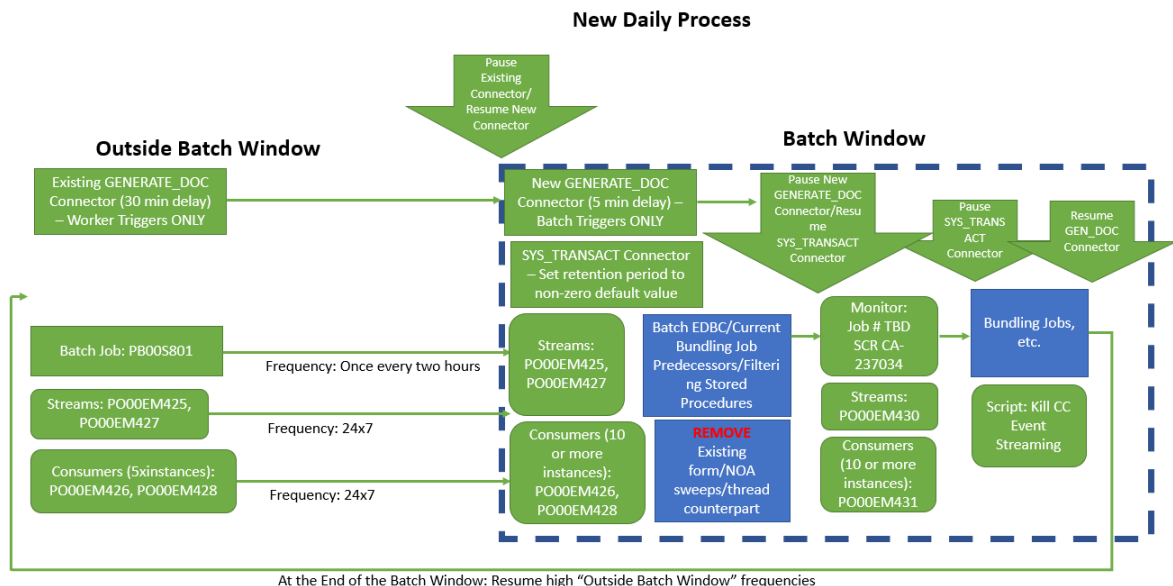 New Daily Process
Pause
Existing
Connector/
Resume New
Connector
Outside Batch Window
Batch Window
Existing GENERATE_DOC
Connector (30 min delay)
– Worker Triggers ONLY
New GENERATE_DOC
Connector (5 min delay) –
Batch Triggers ONLY
Pause New
GENERATE_DOC
Connector/Resu
me
SYS_TRANSACT
Connector
Pause
SYS_TRANS
ACT
Connector
Resume
GEN_DOC
Connector
SYS_TRANSACT Connector
– Set retention period to
non-zero default value
Batch Job: PB00S801
Frequency: Once every two hours
Streams:
PO00EM425,
PO00EM427
Batch EDBC/Current
Bundling Job
Predecessors/Filteri
ng Stored
Procedures
Monitor:
Job # TBD
SCR CA-
237034
Bundling Jobs,
etc.
Streams: PO00EM425,
PO00EM427
Frequency: 24x7
Streams:
PO00EM430
Script: Kill CC
Event
Streaming
Consumers (5xinstances):
PO00EM426, PO00EM428
Frequency: 24x7
Consumers (10
or more
instances):
PO00EM426,
PO00EM428
REMOVE
Existing
form/NOA
sweeps/thread
counterpart
Consumers
(10 or more
instances):
PO00EM431
At the End of the Batch Window: Resume high “Outside Batch Window” frequencies